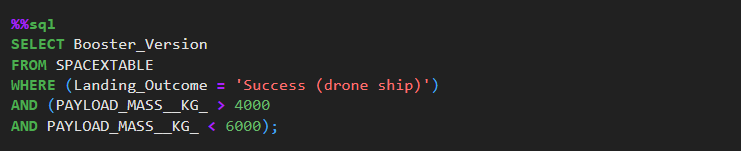 %%sql
SELECT Booster_Version
FROM SPACEXTABLE
WHERE (Landing_Outcome = 'Success (drone ship)')
AND (PAYLOAD_MASS__KG_ > 4000
AND PAYLOAD_MASS__KG_ < 6000);